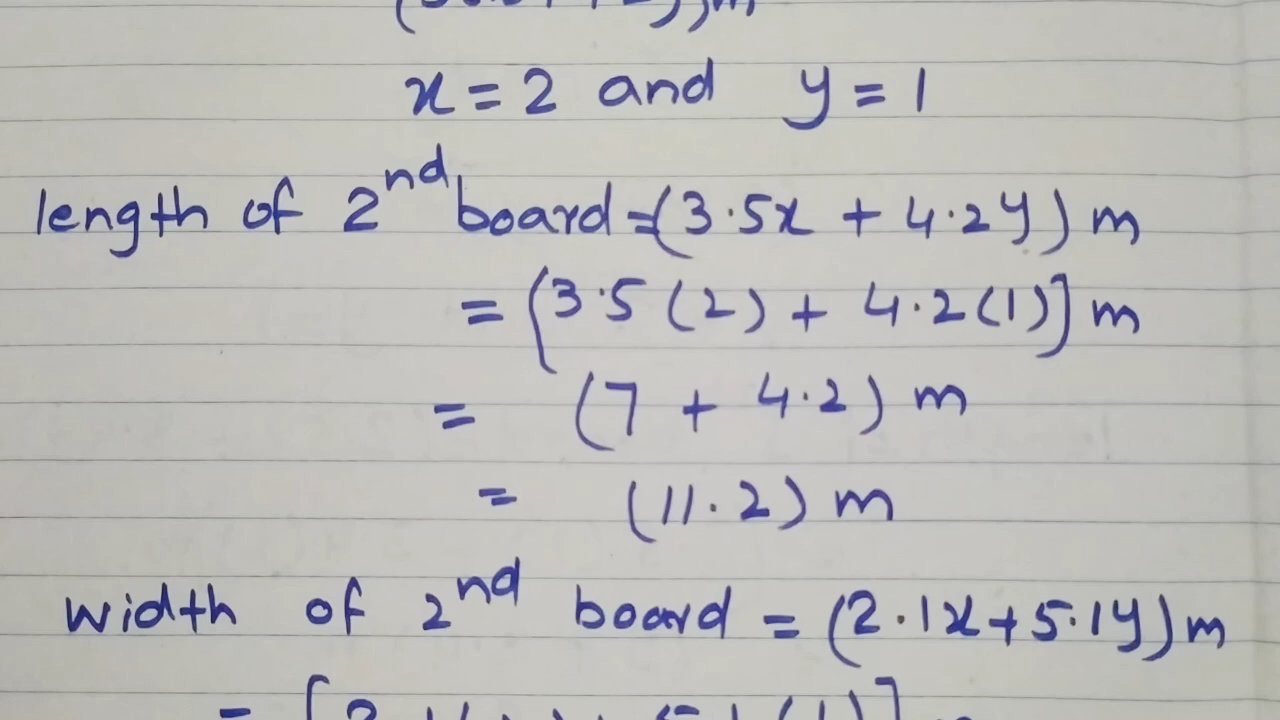 x = 2 and y = 1
length of 2nd board = (3.5x + 4.2y) m
= (3.5 (2) + 4.2 (1)] m
= (7 + 4.2) m
= (11.2) m
width of 2nd board = (2.1x + 5.1y) m